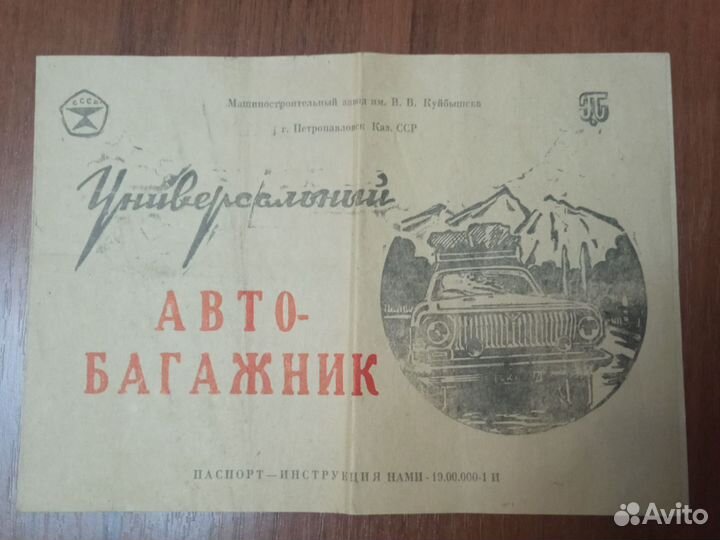 СССР
Машиностроительный завод им. В. В. Куйбышева
г. Петропавловск Каз. ССР
Универсальный
АВТО-
БАГАЖНИК
ПАСПОРТ—ИНСТРУКЦИЯ НАМИ-19.00.000-1 И
Avito